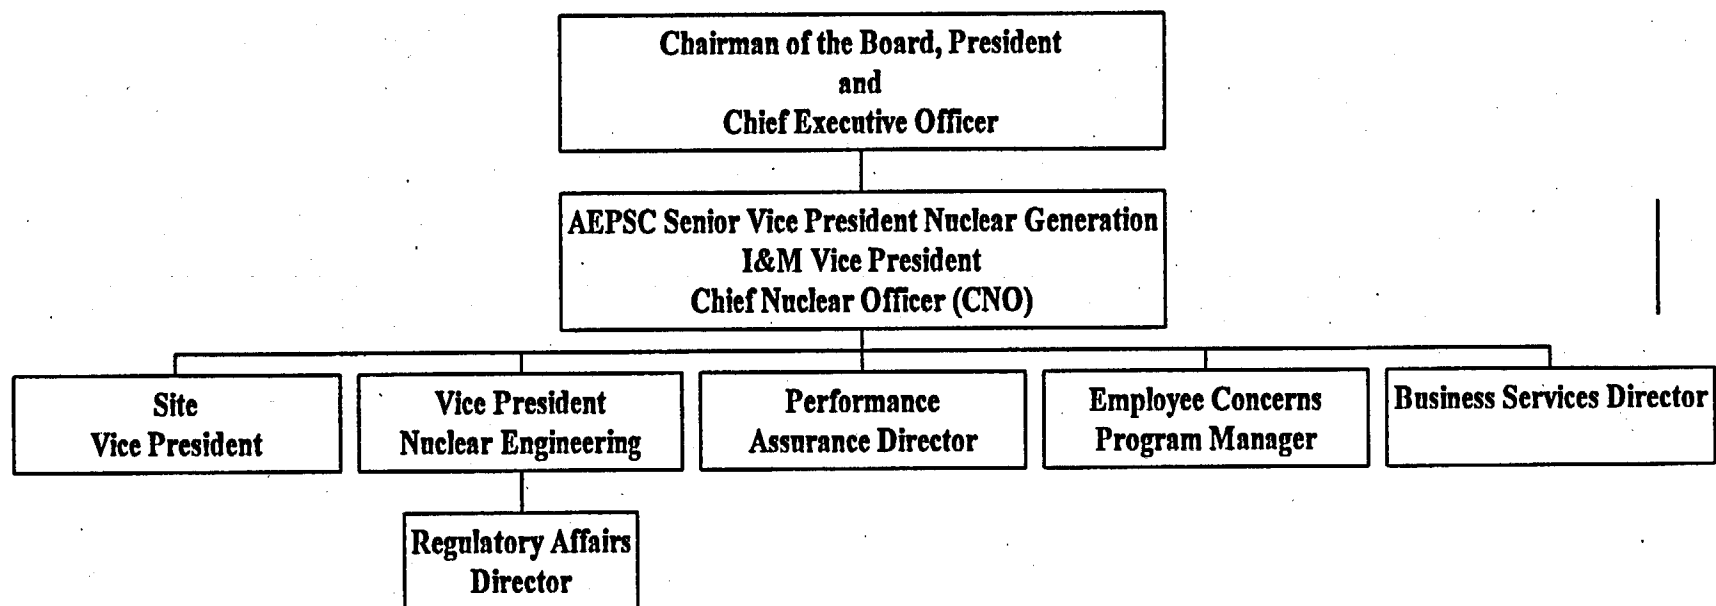 Chairman of the Board, President
and
Chief Executive Officer
AEPSC Senior Vice President Nuclear Generation
I&M Vice President
Chief Nuclear Officer (CNO)
Site
Vice President
Vice President
Nuclear Engineering
Performance
Assurance Director
Employee Concerns
Program Manager
Business Services Director
Regulatory Affairs
Director